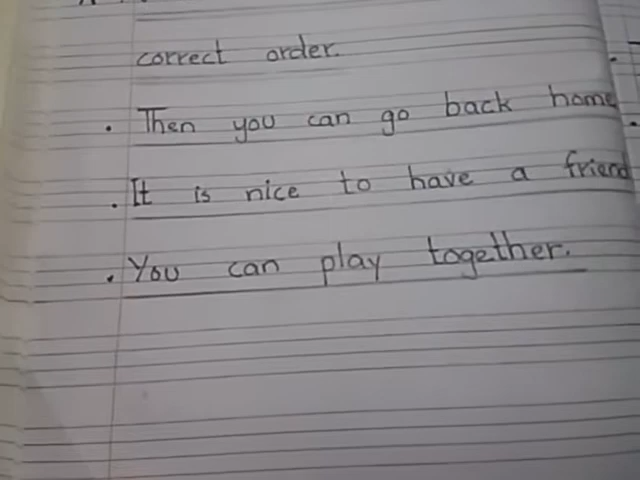 correct order.
. Then you can go back home
. It is nice to have a friend
. You can play together.